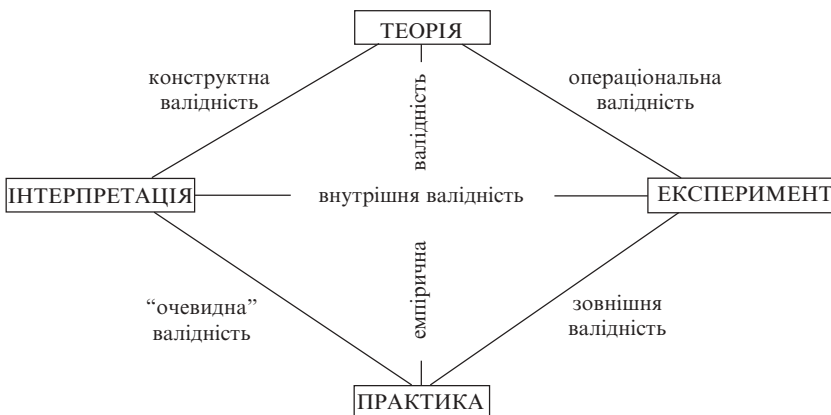 ТЕОРІЯ
конструктна
валідність
операціональна
валідність
валідність
ІНТЕРПРЕТАЦІЯ
внутрішня валідність
ЕКСПЕРИМЕНТ
емпірична
“очевидна”
валідність
зовнішня
валідність
ПРАКТИКА